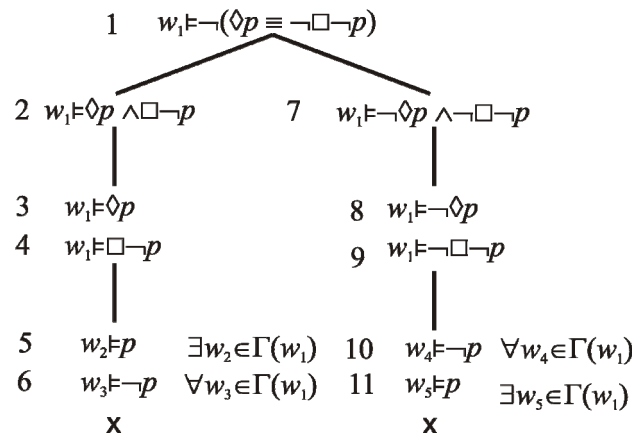 1 w₁⊨¬(◊p ≡ ¬□¬p)
2 w₁⊨◊p ∧□¬p 7 w₁⊨¬◊p ∧¬□¬p
3 w₁⊨◊p 8 w₁⊨¬◊p
4 w₁⊨□¬p 9 w₁⊨¬□¬p
5 w₂⊨p ∃w₂∈Γ(w₁) 10 w₄⊨¬p ∀w₄∈Γ(w₁)
6 w₃⊨¬p ∀w₃∈Γ(w₁) 11 w₅⊨p ∃w₅∈Γ(w₁)
x x